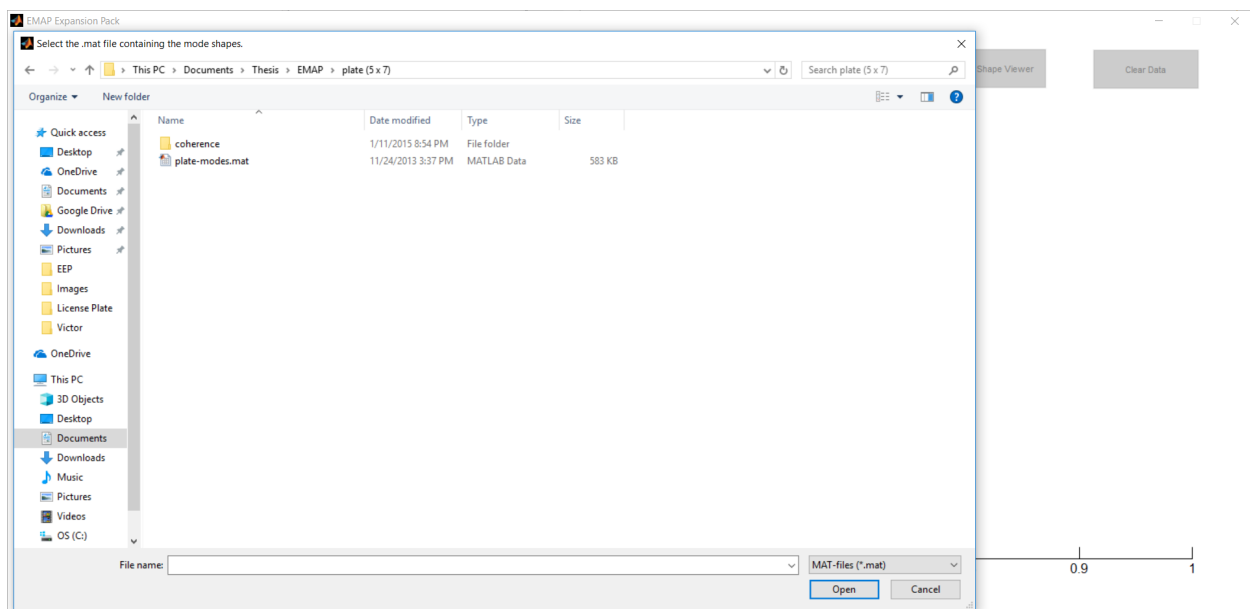 EMAP Expansion Pack
Select the .mat file containing the mode shapes.
This PC > Documents > Thesis > EMAP > plate (5 x 7)
Search plate (5 x 7)
Shape Viewer
Clear Data
Organize
New folder
Name
Date modified
Type
Size
coherence
1/11/2015 8:54 PM
File folder
plate-modes.mat
11/24/2013 3:37 PM
MATLAB Data
583 KB
Quick access
Desktop
OneDrive
Documents
Google Drive
Downloads
Pictures
EEP
Images
License Plate
Victor
OneDrive
This PC
3D Objects
Desktop
Documents
Downloads
Music
Pictures
Videos
OS (C:)
File name:
MAT-files (*.mat)
Open
Cancel
0.9
1